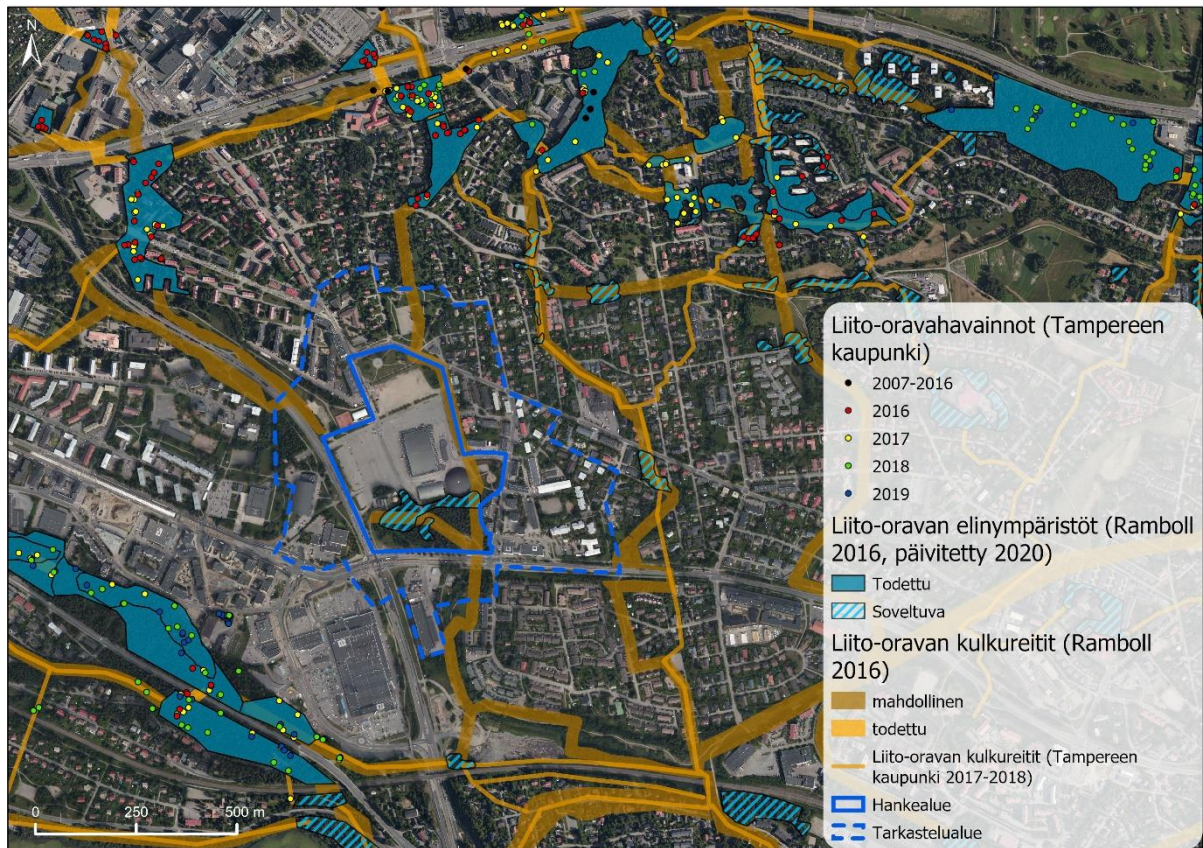 N
Liito-oravahavainnot (Tampereen
kaupunki)
2007-2016
2016
2017
2018
2019
Liito-oravan elinympäristöt (Ramboll
2016, päivitetty 2020)
Todettu
Soveltuva
Liito-oravan kulkureitit (Ramboll
2016)
mahdollinen
todettu
Liito-oravan kulkureitit (Tampereen
kaupunki 2017-2018)
Hankealue
Tarkastelualue
0 250 500 m